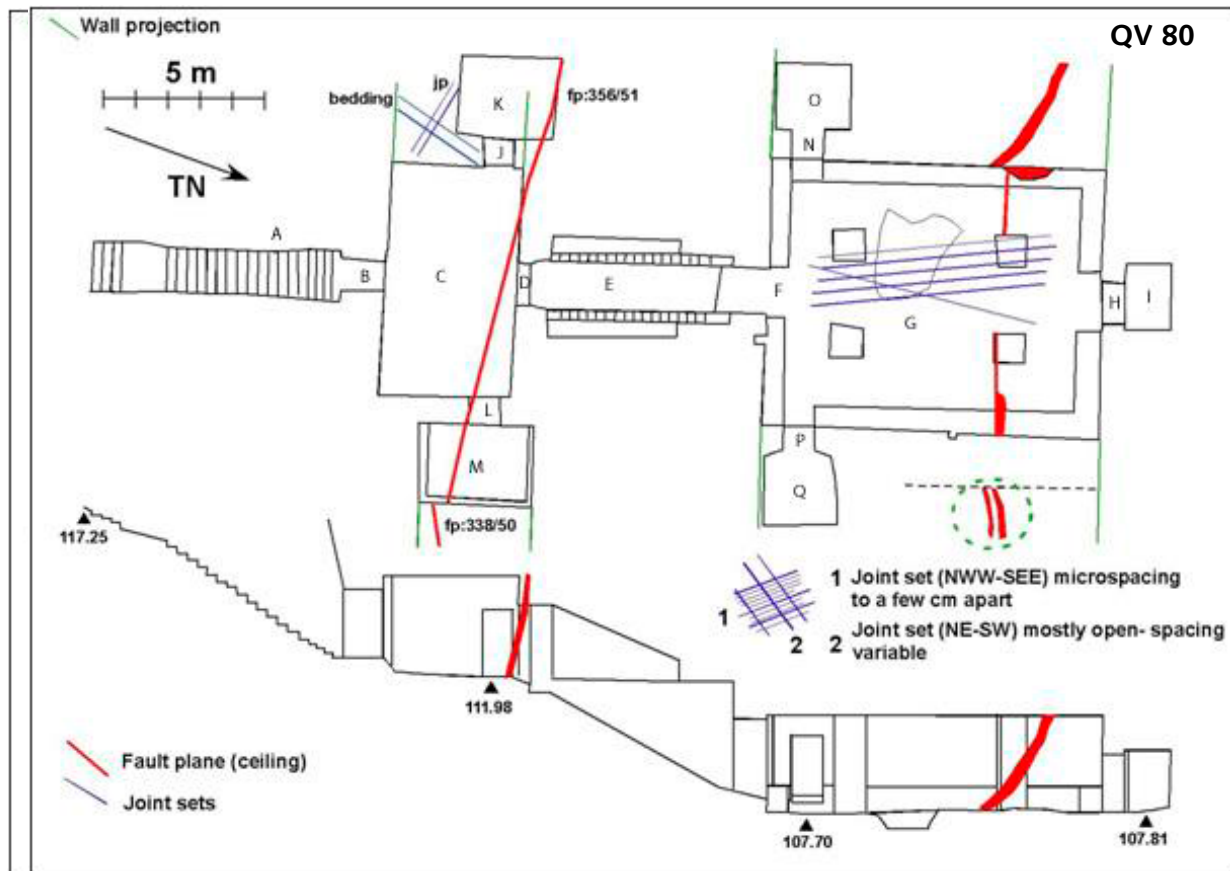 QV 80
Wall projection
5 m
TN
bedding
jp
K
fp:356/51
J
A
B
C
D
E
F
G
H
I
O
N
L
M
P
Q
fp:338/50
117.25
111.98
1
2
1 Joint set (NWW-SEE) microspacing
to a few cm apart
2 Joint set (NE-SW) mostly open- spacing
variable
Fault plane (ceiling)
Joint sets
107.70
107.81